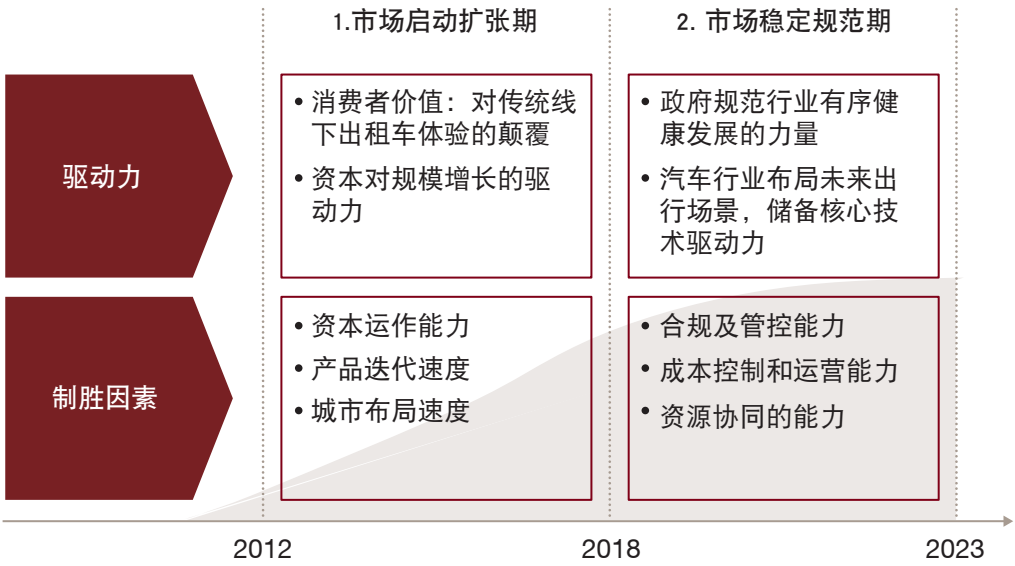 1.市场启动扩张期
2. 市场稳定规范期
驱动力
• 消费者价值：对传统线
下出租车体验的颠覆
• 资本对规模增长的驱
动力
• 政府规范行业有序健
康发展的力量
• 汽车行业布局未来出
行场景，储备核心技
术驱动力
制胜因素
• 资本运作能力
• 产品迭代速度
• 城市布局速度
• 合规及管控能力
• 成本控制和运营能力
• 资源协同的能力
2012
2018
2023